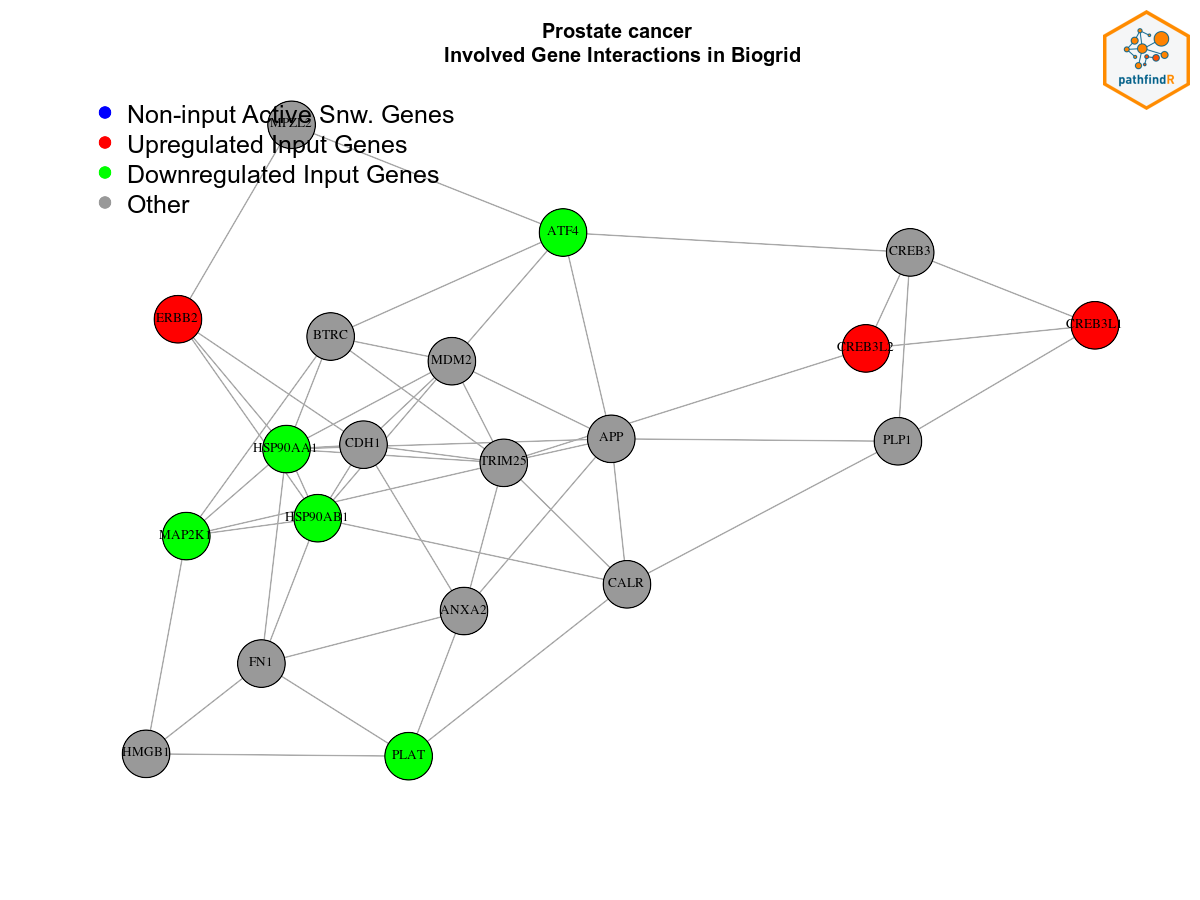 Prostate cancer
Involved Gene Interactions in Biogrid
pathfindR
Non-input Active Snw. Genes
MPZL2
Upregulated Input Genes
Downregulated Input Genes
Other
ATF4
CREB3
ERBB2
CREB3L1
BTRC
CREB3L2
MDM2
APP
PLP1
CDH1
HSP90AA1
TRIM25
HSP90AB1
MAP2K1
CALR
ANXA2
FN1
HMGB1
PLAT